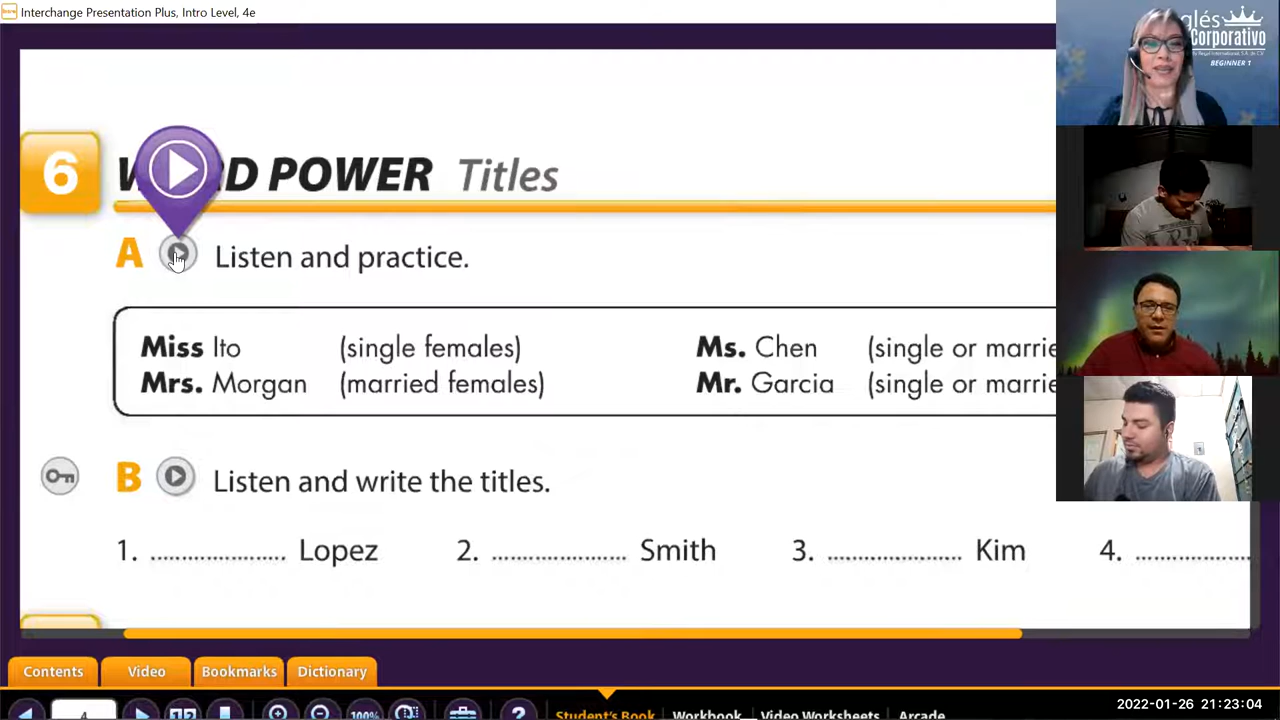 Interchange Presentation Plus, Intro Level, 4e
glés
Corporativo
BEGINNER 1
6
POWER Titles
A Listen and practice.
Miss Ito (single females) Ms. Chen (single or marrie
Mrs. Morgan (married females) Mr. Garcia (single or marrie
B Listen and write the titles.
1. .................... Lopez 2. .................... Smith 3. .................... Kim 4. .................
Contents Video Bookmarks Dictionary
4 100% ? Student's Book Workbook Video Worksheets Arcade
2022-01-26 21:23:04